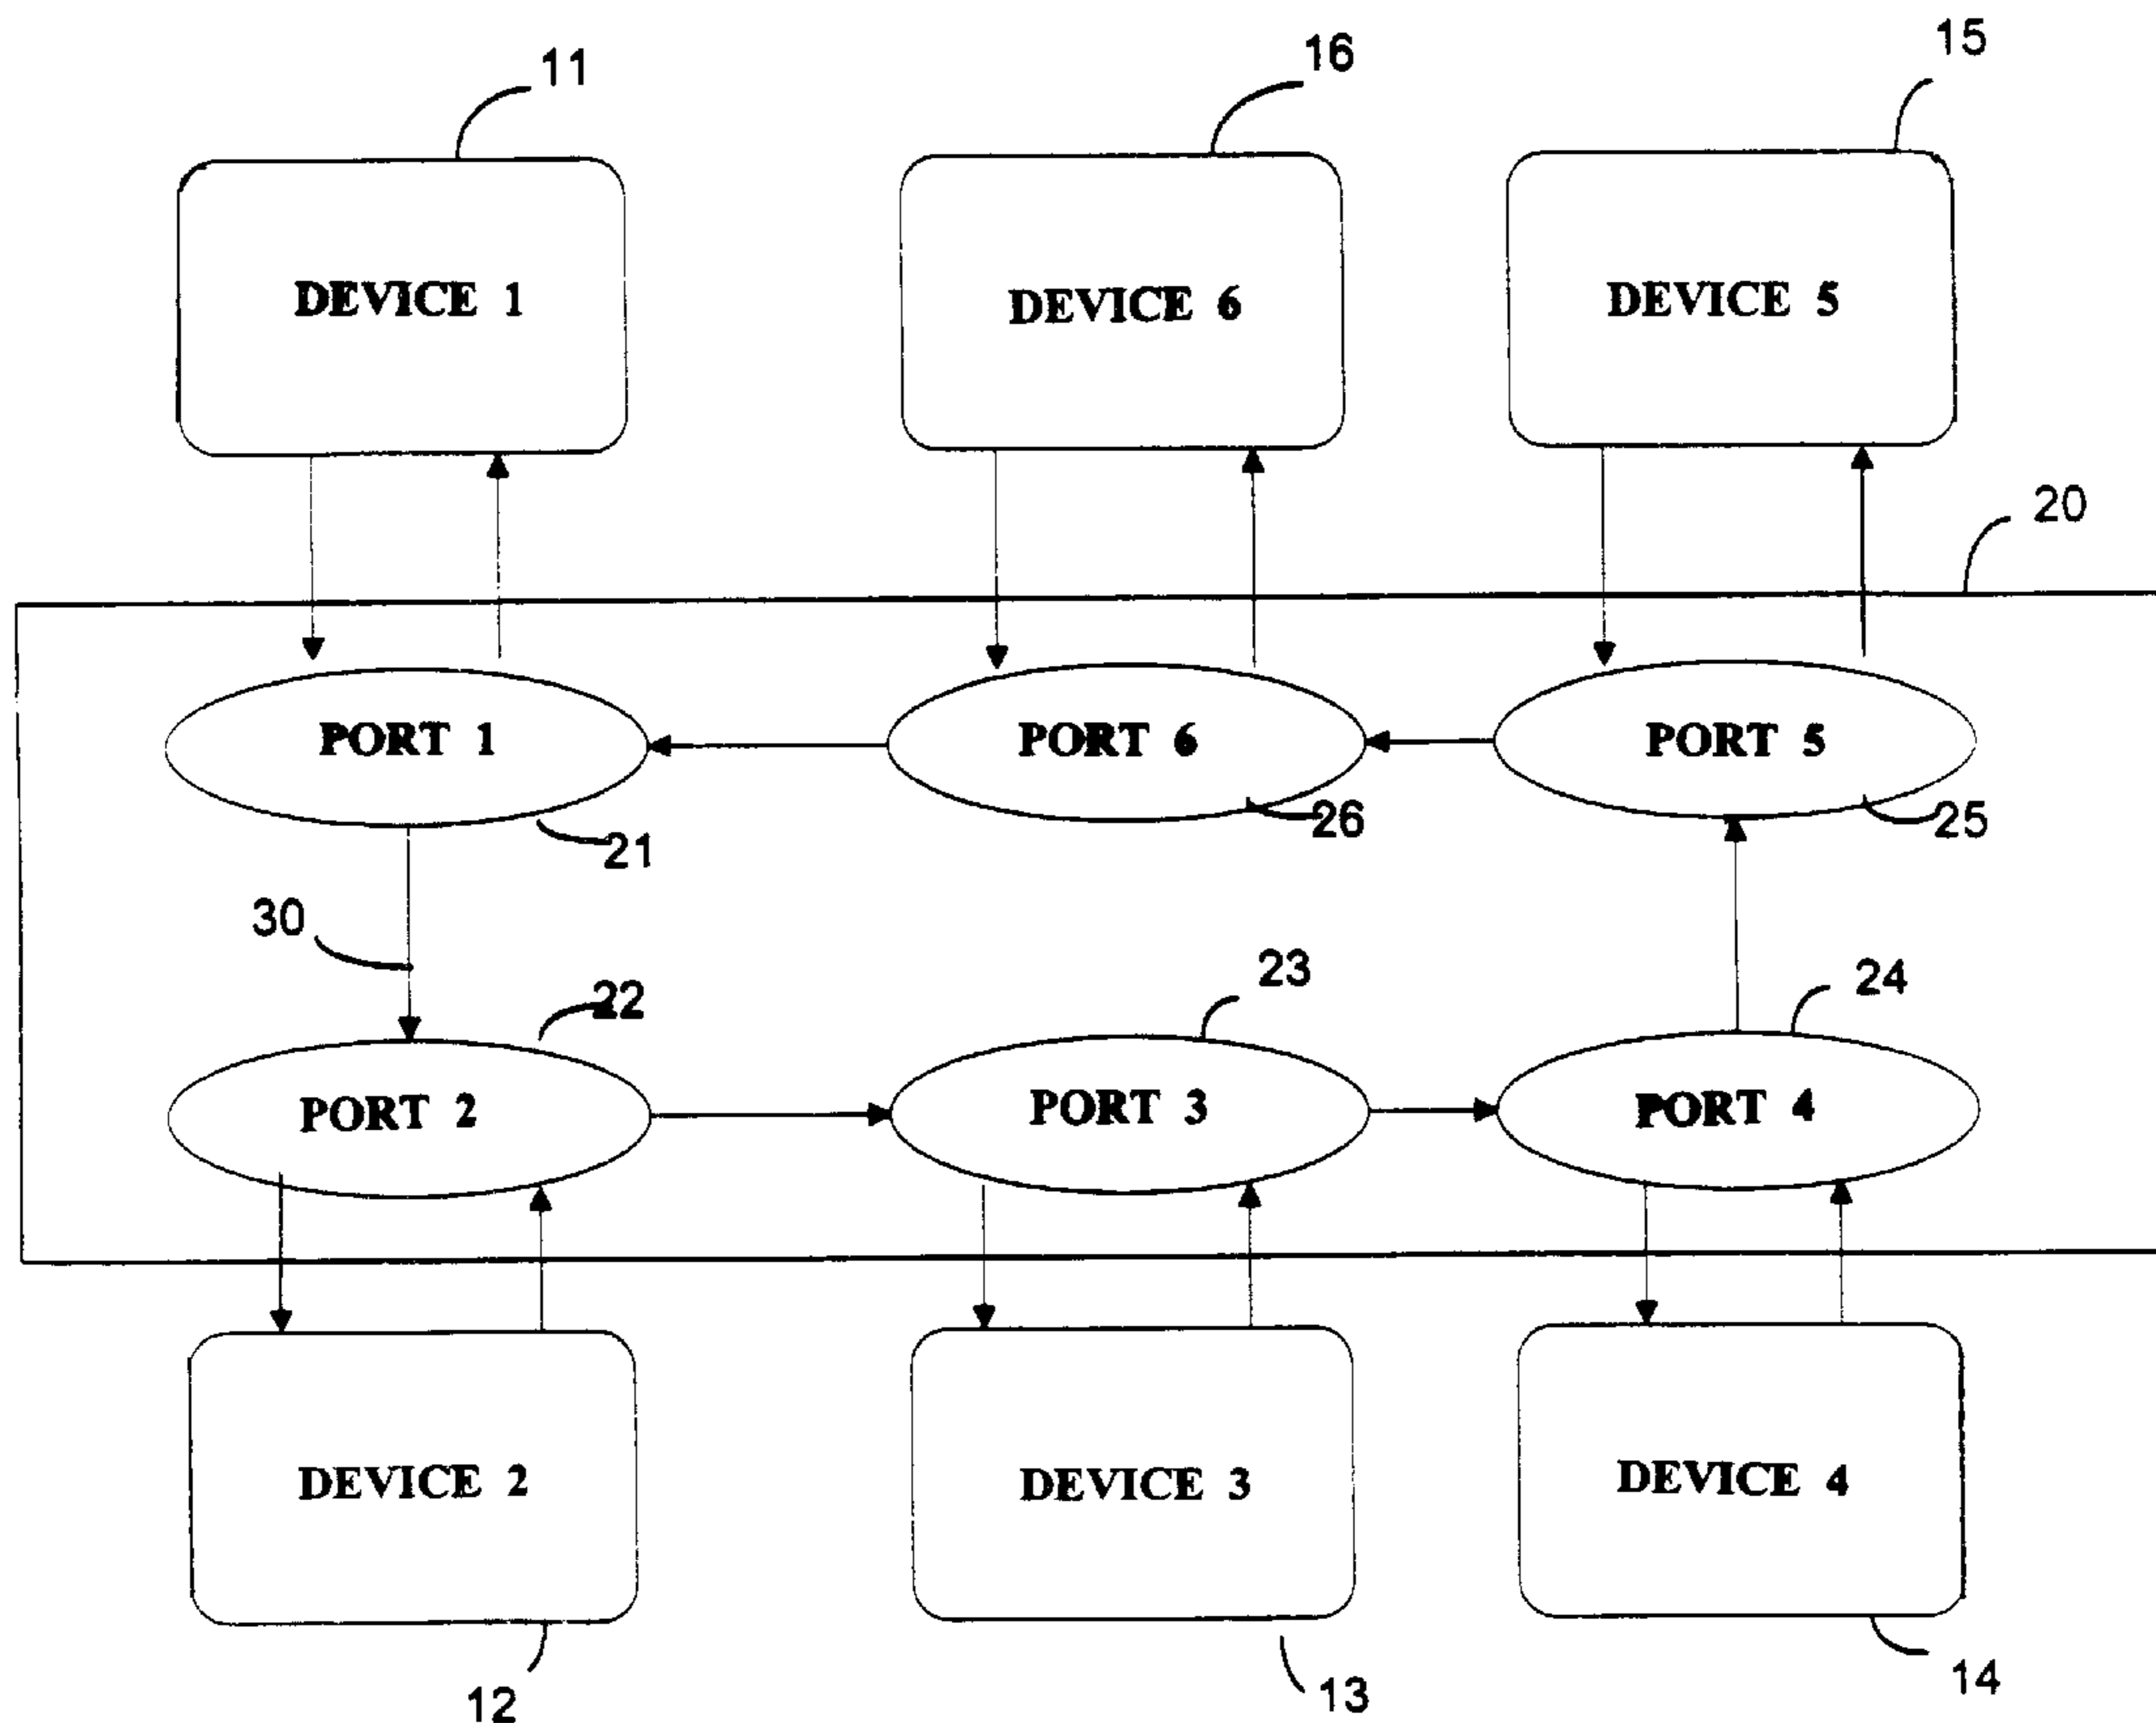 11
16
15
DEVICE 1
DEVICE 6
DEVICE 5
20
PORT 1
PORT 6
PORT 5
21
26
25
30
22
23
24
PORT 2
PORT 3
PORT 4
DEVICE 2
DEVICE 3
DEVICE 4
12
13
14